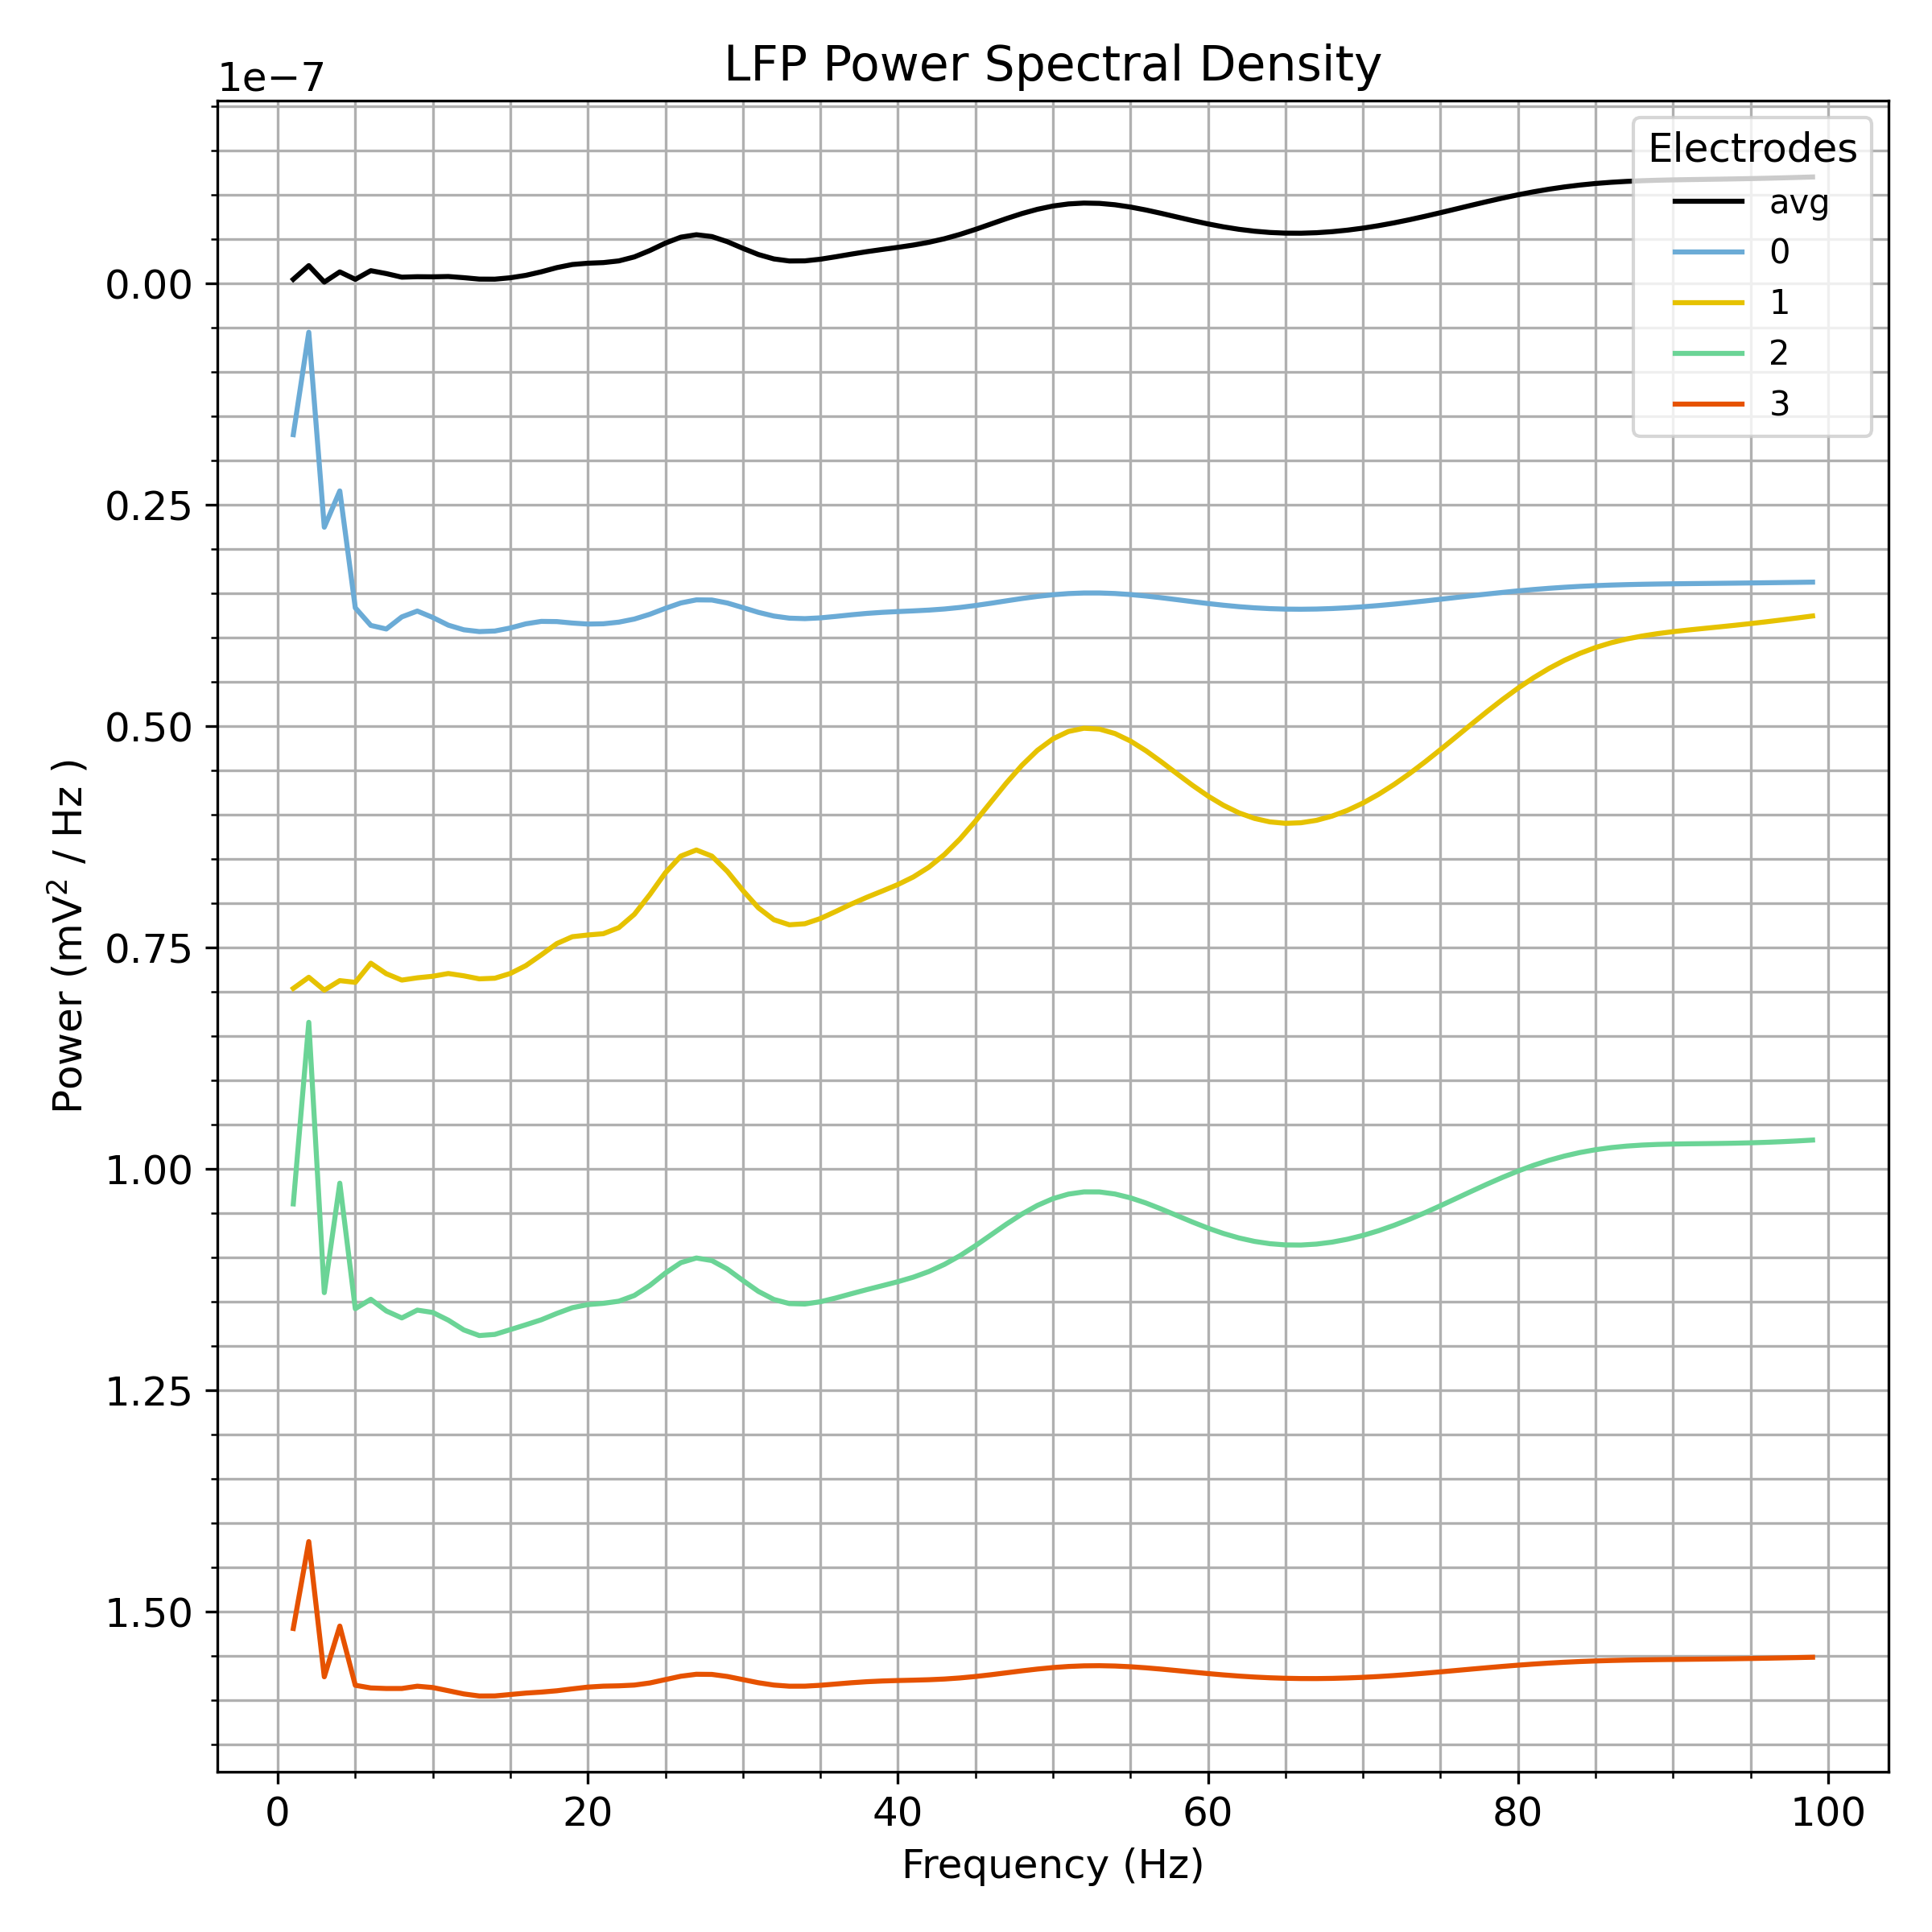 LFP Power Spectral Density
1e−7
Electrodes
avg
0
1
2
3
0.00
0.25
0.50
0.75
1.00
1.25
1.50
Power (mV² / Hz )
0
20
40
60
80
100
Frequency (Hz)